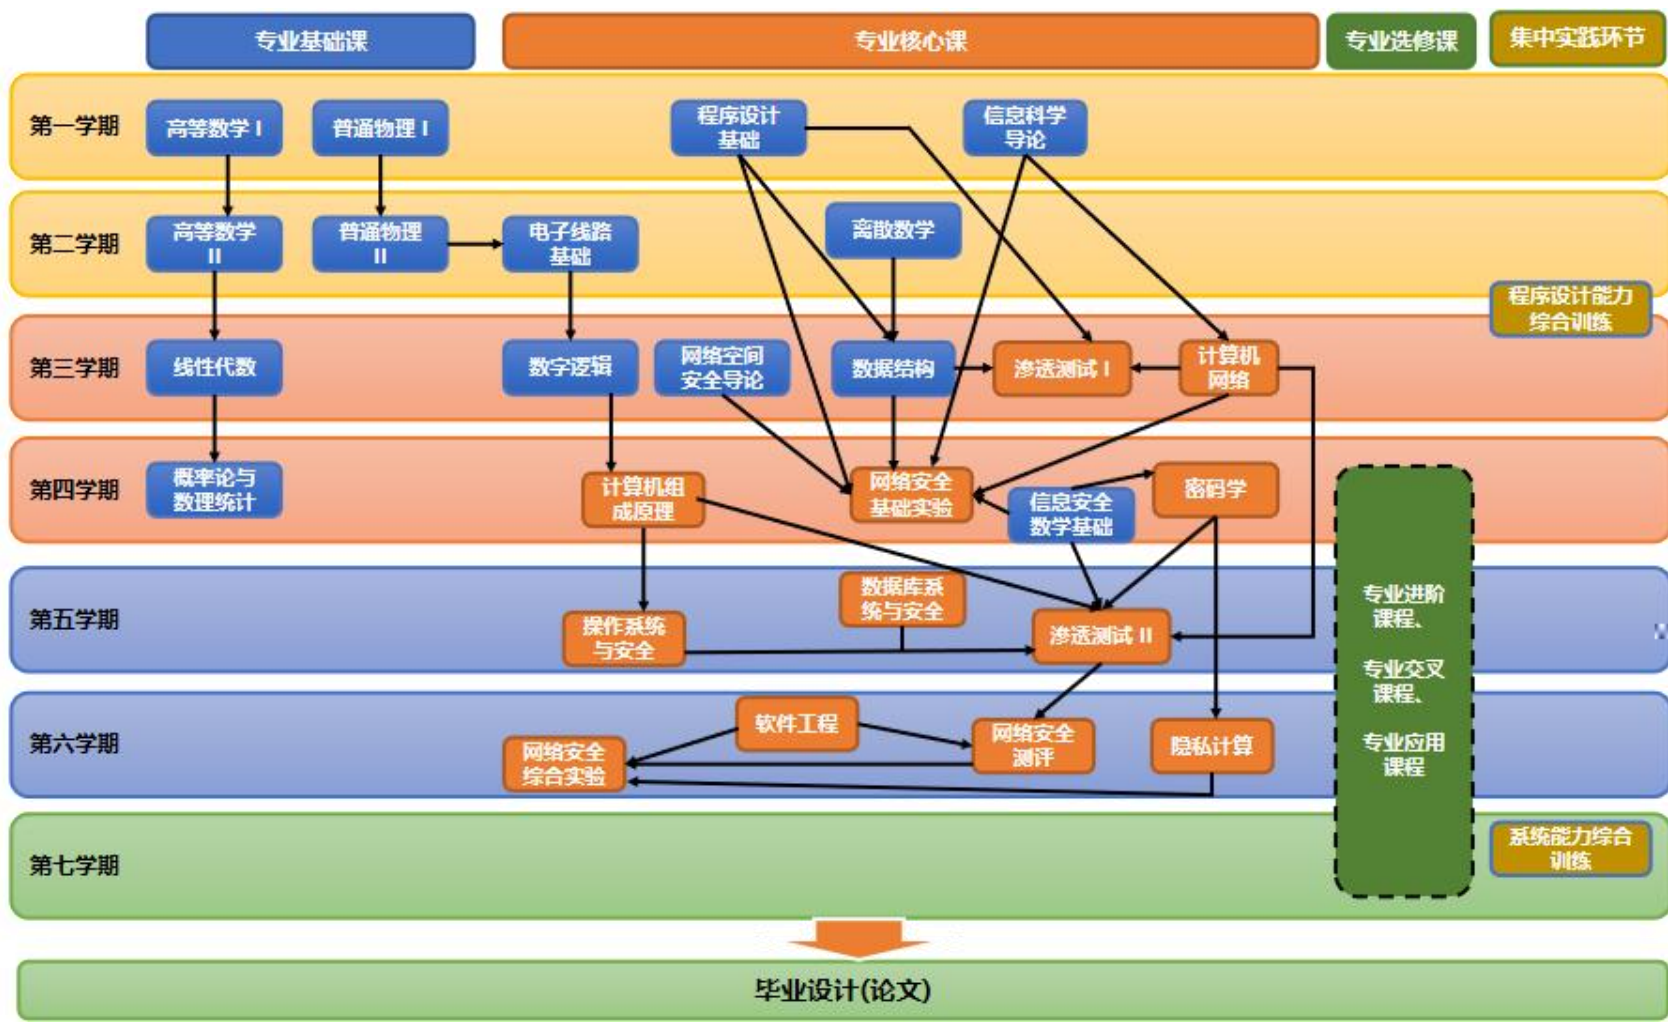 专业基础课
专业核心课
专业选修课
集中实践环节
第一学期
高等数学 I
普通物理 I
程序设计
基础
信息科学
导论
第二学期
高等数学
II
普通物理
II
电子线路
基础
离散数学
程序设计能力
综合训练
第三学期
线性代数
数字逻辑
网络空间
安全导论
数据结构
渗透测试 I
计算机
网络
第四学期
概率论与
数理统计
计算机组
成原理
网络安全
基础实验
信息安全
数学基础
密码学
第五学期
操作系统
与安全
数据库系
统与安全
渗透测试 II
专业进阶
课程、
专业交叉
课程、
专业应用
课程
第六学期
网络安全
综合实验
软件工程
网络安全
测评
隐私计算
第七学期
系统能力综合
训练
毕业设计(论文)